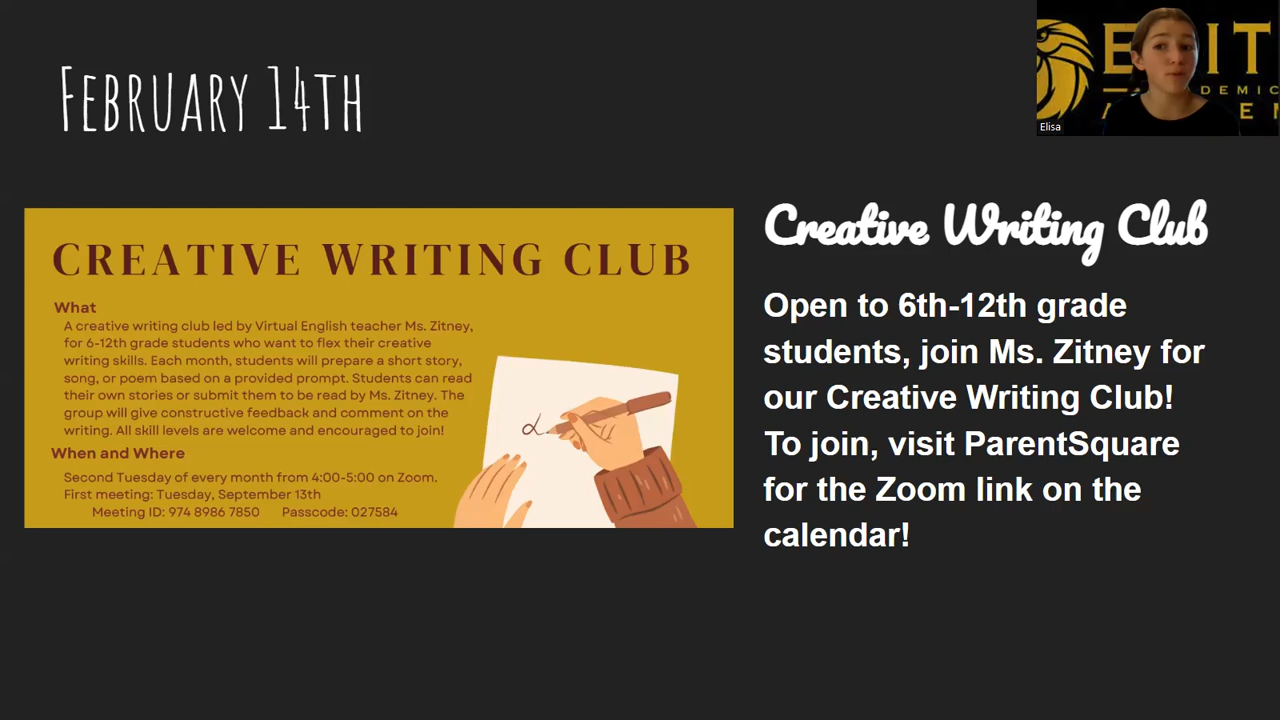 February 14th
CREATIVE WRITING CLUB
What
A creative writing club led by Virtual English teacher Ms. Zitney,
for 6-12th grade students who want to flex their creative
writing skills. Each month, students will prepare a short story,
song, or poem based on a provided prompt. Students can read
their own stories or submit them to be read by Ms. Zitney. The
group will give constructive feedback and comment on the
writing. All skill levels are welcome and encouraged to join!
When and Where
Second Tuesday of every month from 4:00-5:00 on Zoom.
First meeting: Tuesday, September 13th
Meeting ID: 974 8986 7850 Passcode: 027584
Creative Writing Club
Open to 6th-12th grade
students, join Ms. Zitney for
our Creative Writing Club!
To join, visit ParentSquare
for the Zoom link on the
calendar!
Elisa